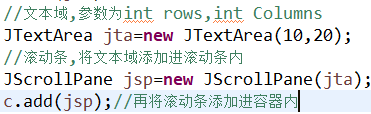 //文本域,参数为int rows,int Columns
JTextArea jta=new JTextArea(10,20);
//滚动条,将文本域添加进滚动条内
JScrollPane jsp=new JScrollPane(jta);
c.add(jsp);//再将滚动条添加进容器内